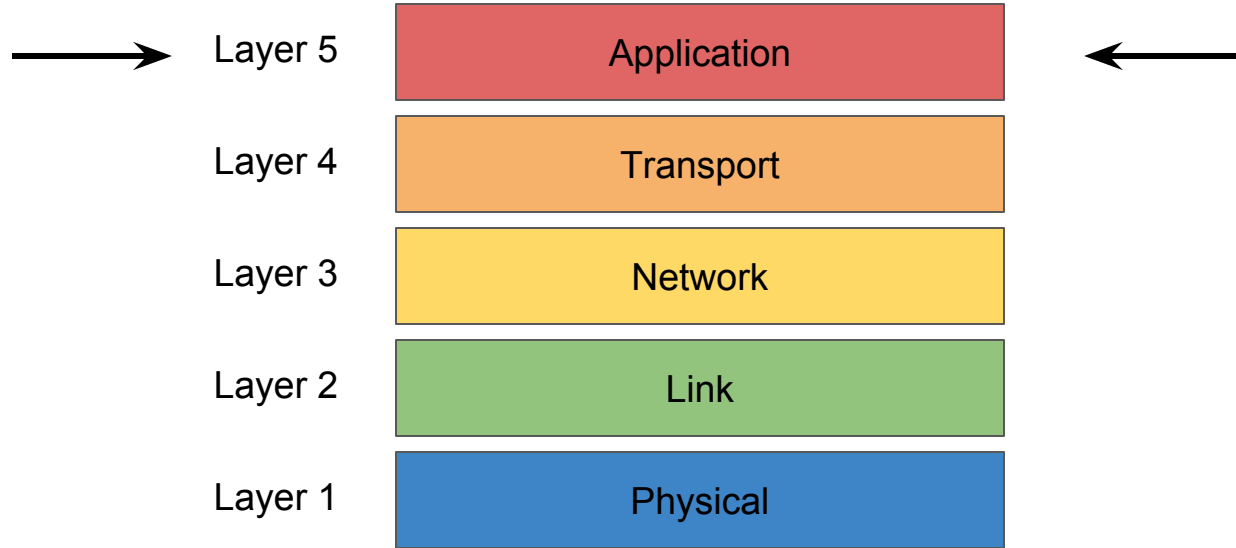 Layer 5 Application
Layer 4 Transport
Layer 3 Network
Layer 2 Link
Layer 1 Physical